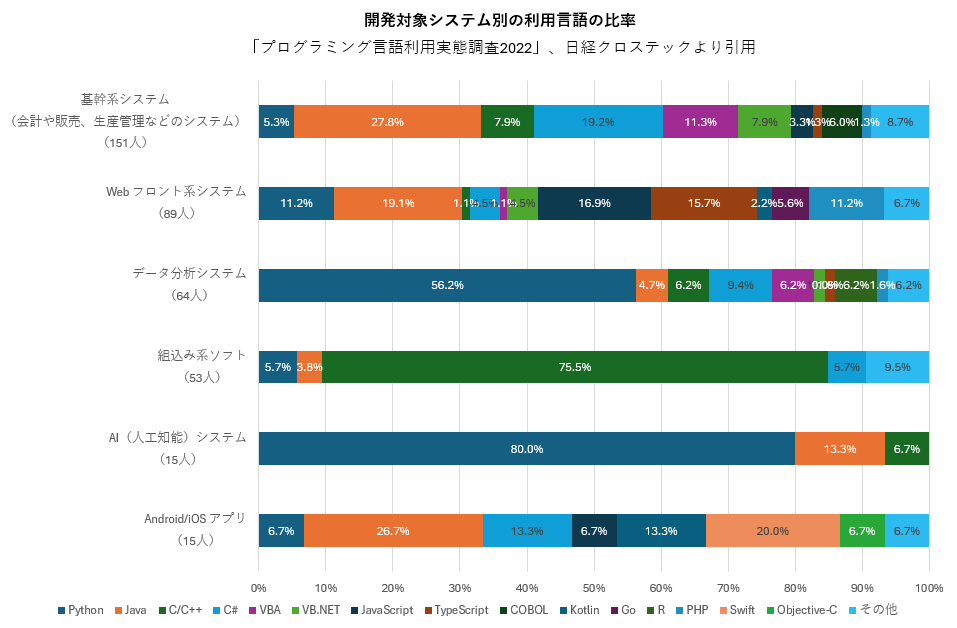 開発対象システム別の利用言語の比率
「プログラミング言語利用実態調査2022」、日経クロステックより引用
基幹系システム
（会計や販売、生産管理などのシステム）
（151人）
5.3% 27.8% 7.9% 19.2% 11.3% 7.9% 3.3% 1.3% 6.0% 1.3% 8.7%
Web フロント系システム
（89人）
11.2% 19.1% 1.1% 4.5% 1.1% 4.5% 16.9% 15.7% 2.2% 5.6% 11.2% 6.7%
データ分析システム
（64人）
56.2% 4.7% 6.2% 9.4% 6.2% 6.2% 1.6% 6.2%
組込み系ソフト
（53人）
5.7% 3.8% 75.5% 5.7% 9.5%
AI（人工知能）システム
（15人）
80.0% 13.3% 6.7%
Android/iOS アプリ
（15人）
6.7% 26.7% 13.3% 6.7% 13.3% 20.0% 6.7% 6.7%
0% 10% 20% 30% 40% 50% 60% 70% 80% 90% 100%
Python Java C/C++ C# VBA VB.NET JavaScript TypeScript COBOL Kotlin Go R PHP Swift Objective-C その他